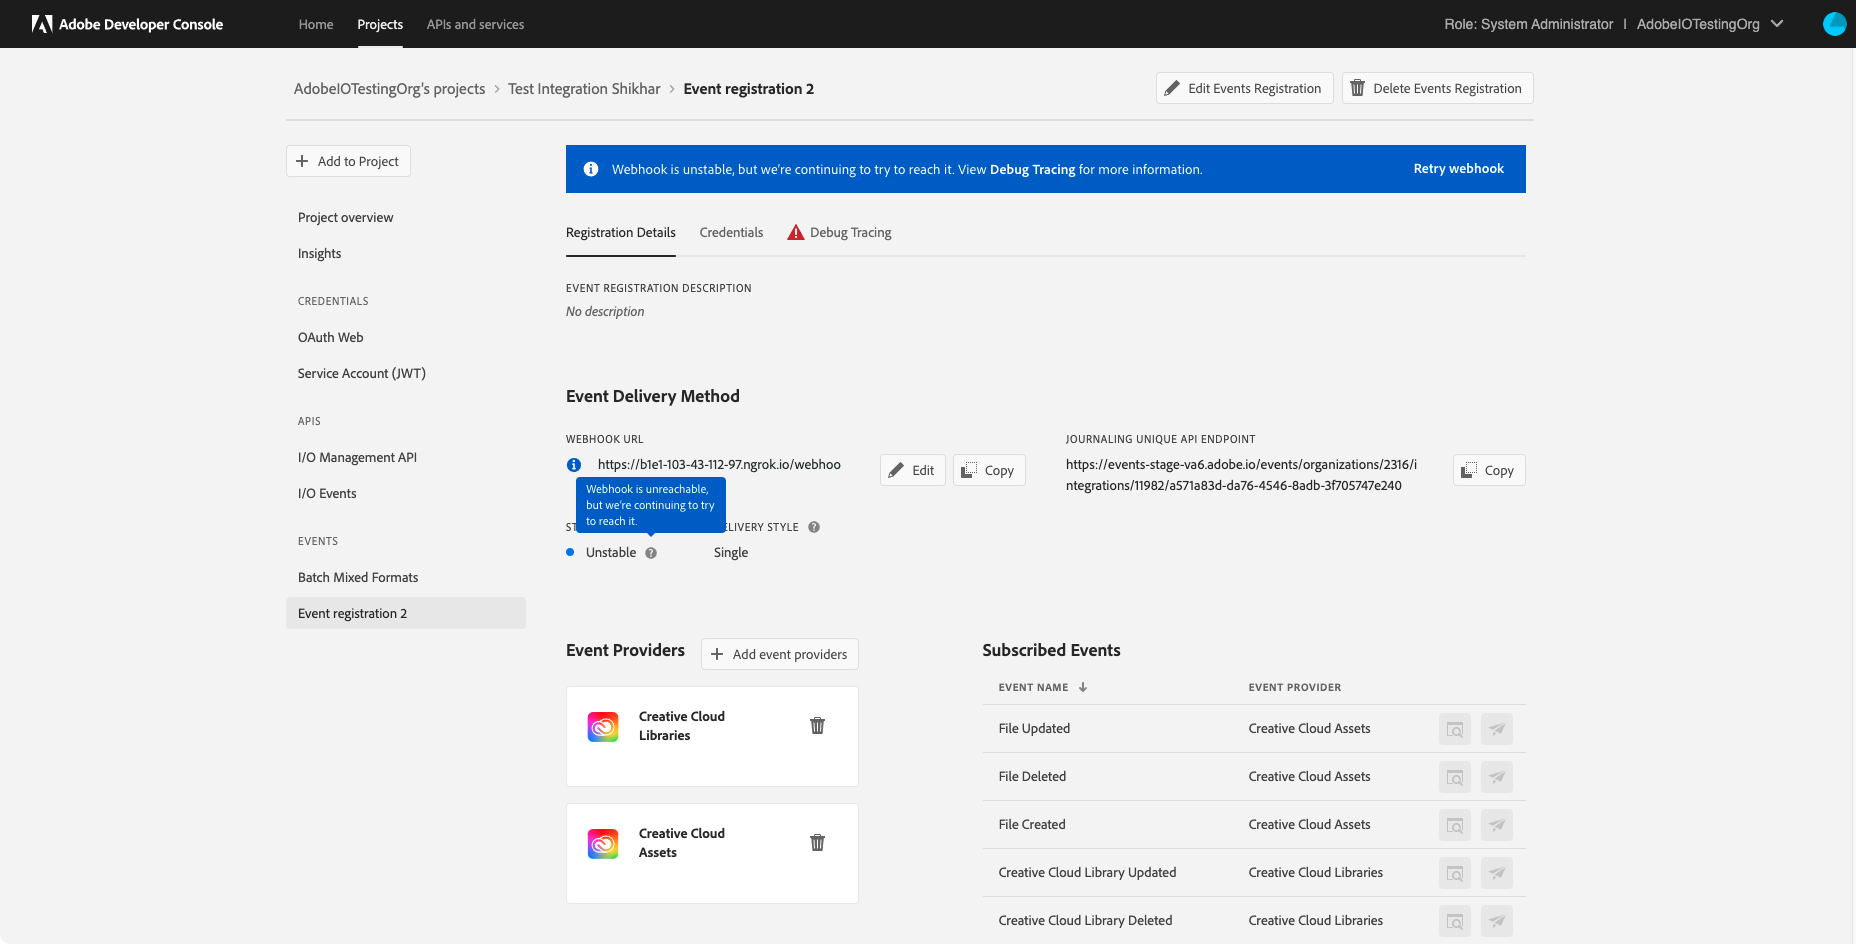 Adobe Developer Console
Home Projects APIs and services
Role: System Administrator | AdobeIOTestingOrg
AdobeIOTestingOrg's projects > Test Integration Shikhar > Event registration 2
Edit Events Registration
Delete Events Registration
Add to Project
Project overview
Insights
CREDENTIALS
OAuth Web
Service Account (JWT)
APIS
I/O Management API
I/O Events
EVENTS
Batch Mixed Formats
Event registration 2
Webhook is unstable, but we're continuing to try to reach it. View Debug Tracing for more information.
Retry webhook
Registration Details Credentials Debug Tracing
EVENT REGISTRATION DESCRIPTION
No description
Event Delivery Method
WEBHOOK URL
https://b1e1-103-43-112-97.ngrok.io/webhoo
Edit
Copy
Webhook is unreachable,
but we're continuing to try
to reach it.
ST
ELIVERY STYLE
Unstable
Single
JOURNALING UNIQUE API ENDPOINT
https://events-stage-va6.adobe.io/events/organizations/2316/i
ntegrations/11982/a571a83d-da76-4546-8adb-3f705747e240
Copy
Event Providers
Add event providers
Creative Cloud
Libraries
Creative Cloud
Assets
Subscribed Events
EVENT NAME EVENT PROVIDER
File Updated Creative Cloud Assets
File Deleted Creative Cloud Assets
File Created Creative Cloud Assets
Creative Cloud Library Updated Creative Cloud Libraries
Creative Cloud Library Deleted Creative Cloud Libraries